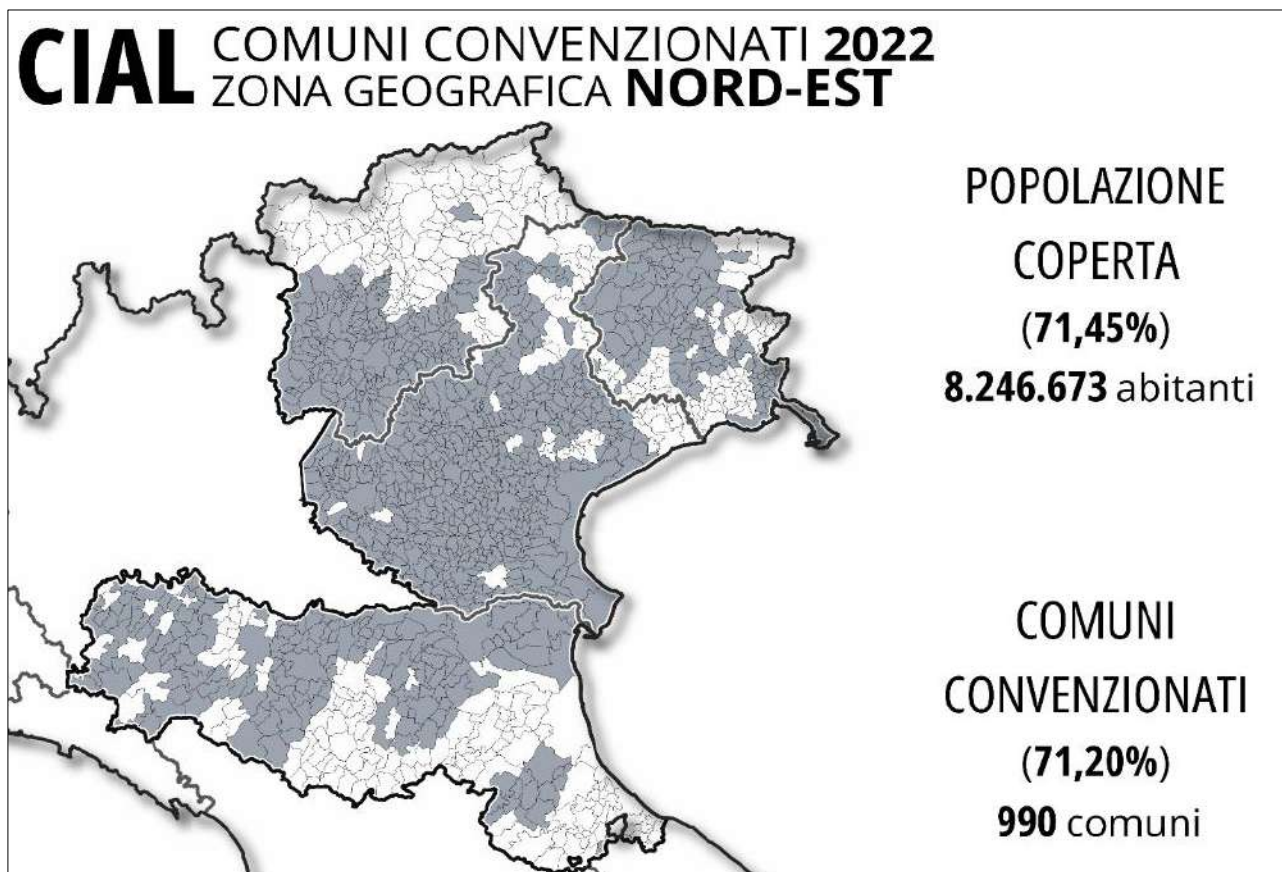 CIAL COMUNI CONVENZIONATI 2022
ZONA GEOGRAFICA NORD-EST
POPOLAZIONE
COPERTA
(71,45%)
8.246.673 abitanti
COMUNI
CONVENZIONATI
(71,20%)
990 comuni